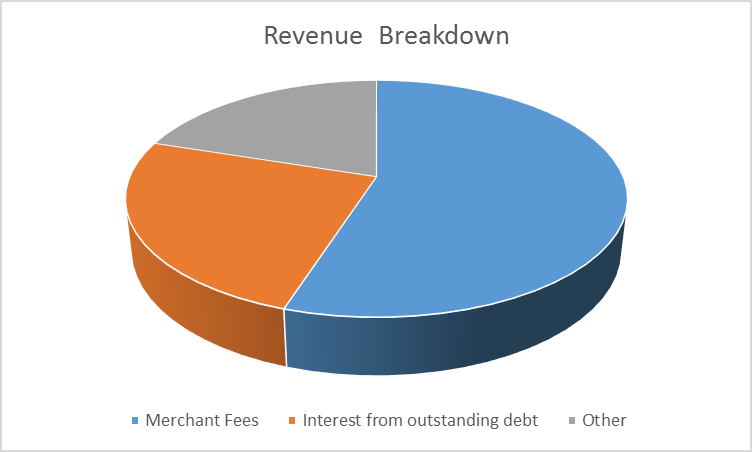 Revenue Breakdown
Merchant Fees Interest from outstanding debt Other